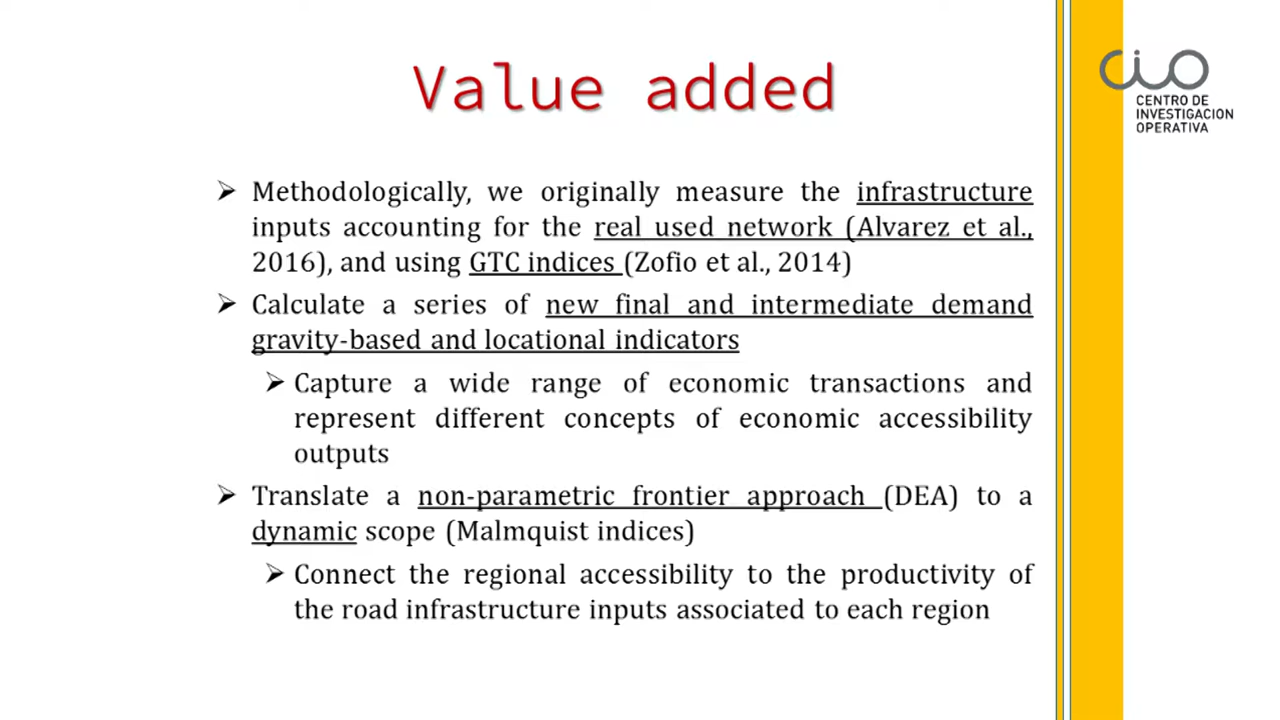 Value added
CIO
CENTRO DE
INVESTIGACION
OPERATIVA
Methodologically, we originally measure the infrastructure
inputs accounting for the real used network (Alvarez et al.,
2016), and using GTC indices (Zofio et al., 2014)
Calculate a series of new final and intermediate demand
gravity-based and locational indicators
Capture a wide range of economic transactions and
represent different concepts of economic accessibility
outputs
Translate a non-parametric frontier approach (DEA) to a
dynamic scope (Malmquist indices)
Connect the regional accessibility to the productivity of
the road infrastructure inputs associated to each region